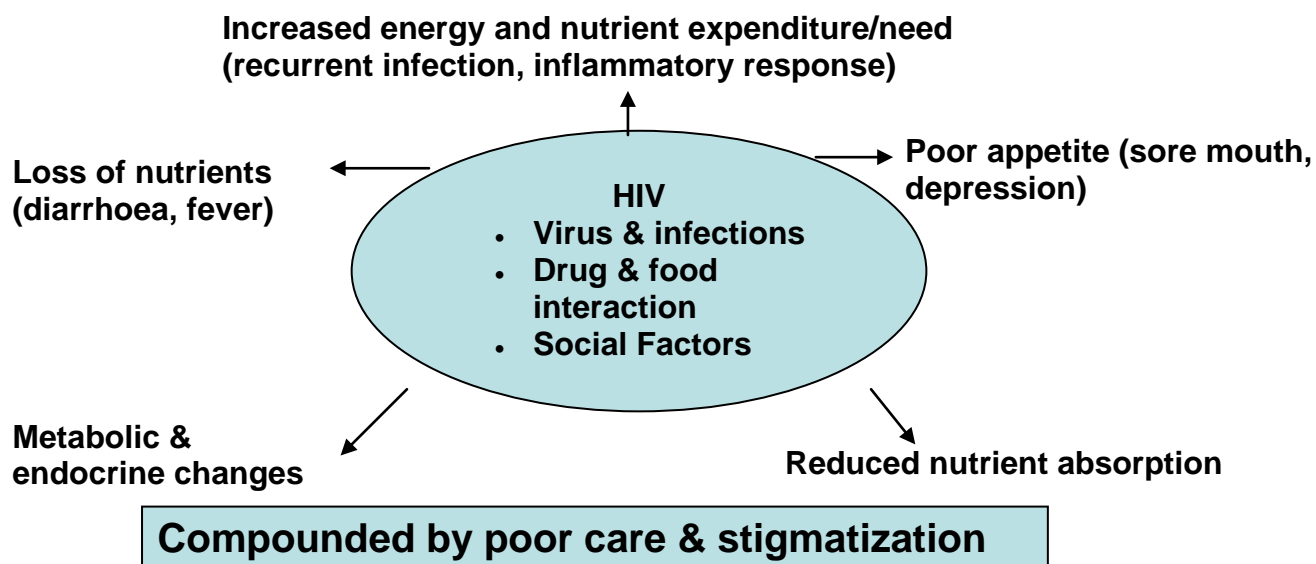 Increased energy and nutrient expenditure/need
(recurrent infection, inflammatory response)
Loss of nutrients
(diarrhoea, fever)
Poor appetite (sore mouth,
depression)
HIV
• Virus & infections
• Drug & food
interaction
• Social Factors
Metabolic &
endocrine changes
Reduced nutrient absorption
Compounded by poor care & stigmatization